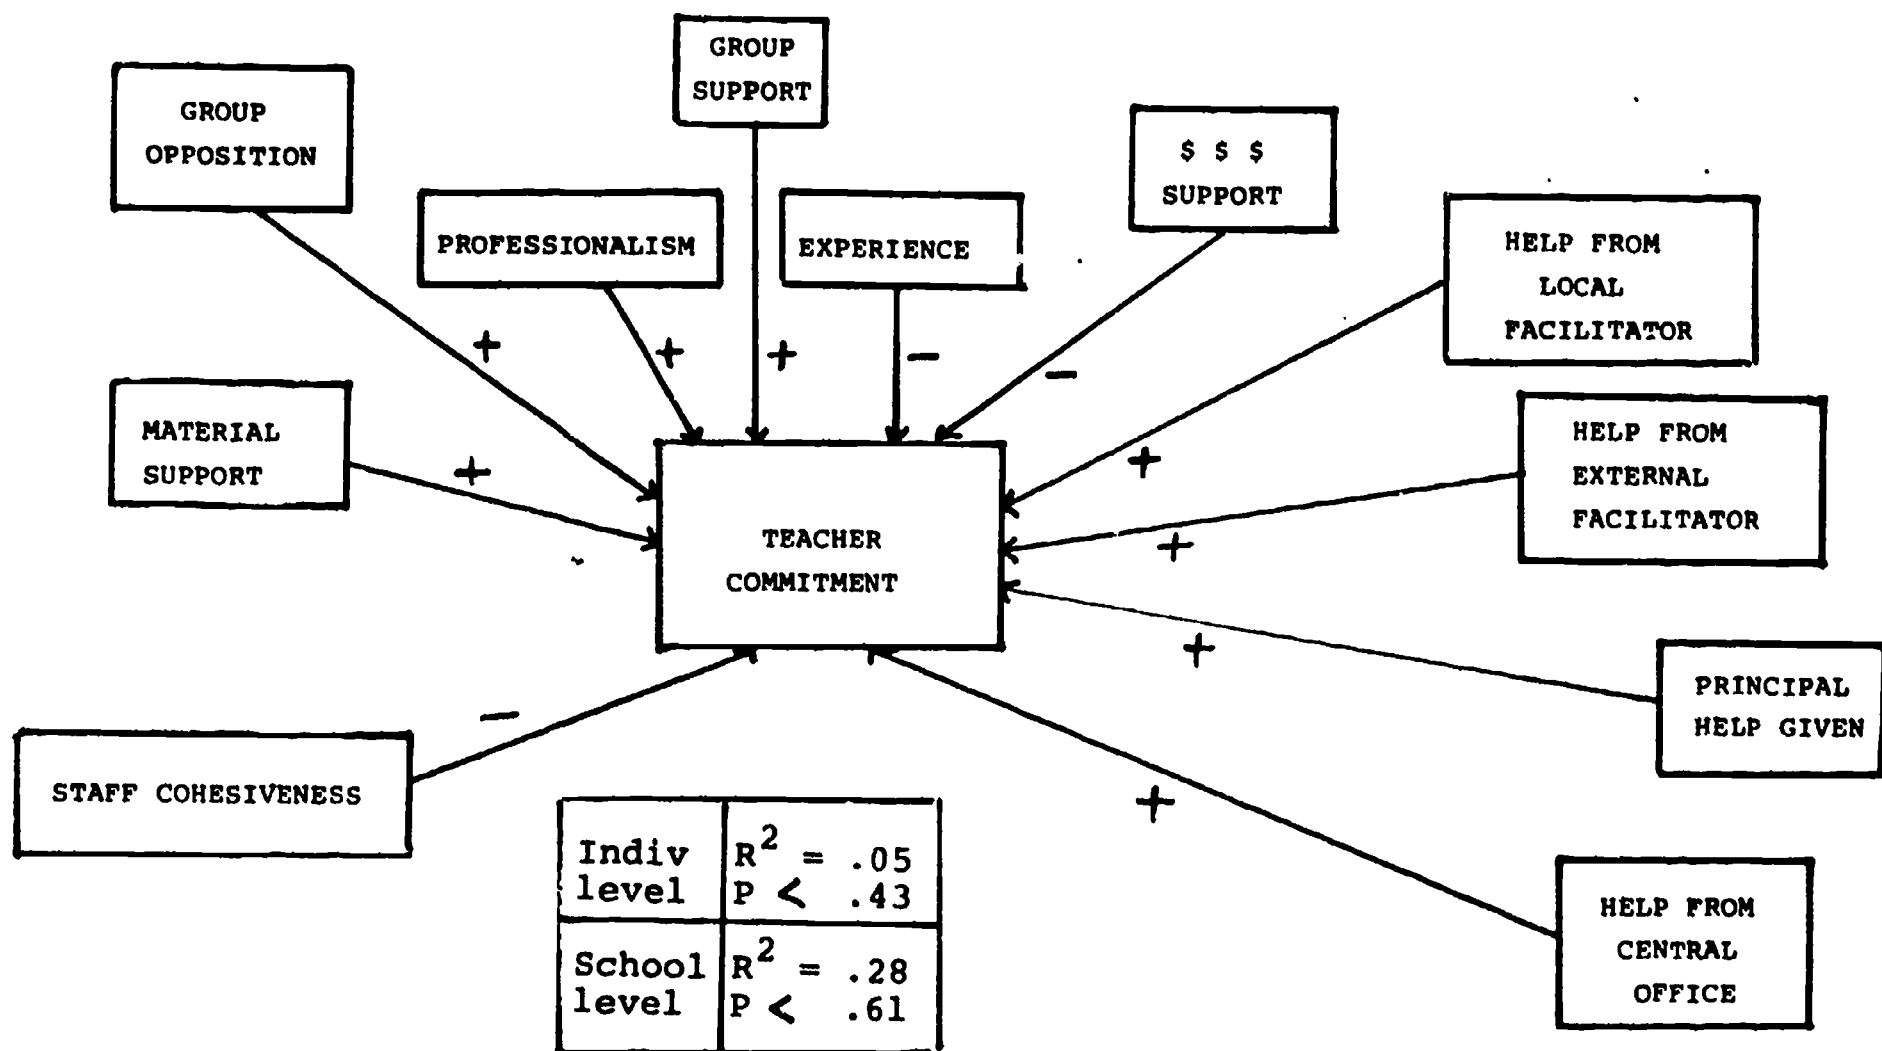 GROUP
SUPPORT
GROUP
OPPOSITION
$ $ $
SUPPORT
PROFESSIONALISM
EXPERIENCE
HELP FROM
LOCAL
FACILITATOR
+
+
+
-
-
MATERIAL
SUPPORT
+
+
HELP FROM
EXTERNAL
FACILITATOR
TEACHER
COMMITMENT
+
+
PRINCIPAL
HELP GIVEN
-
STAFF COHESIVENESS
+
Indiv
level
R² = .05
P < .43
School
level
R² = .28
P < .61
HELP FROM
CENTRAL
OFFICE